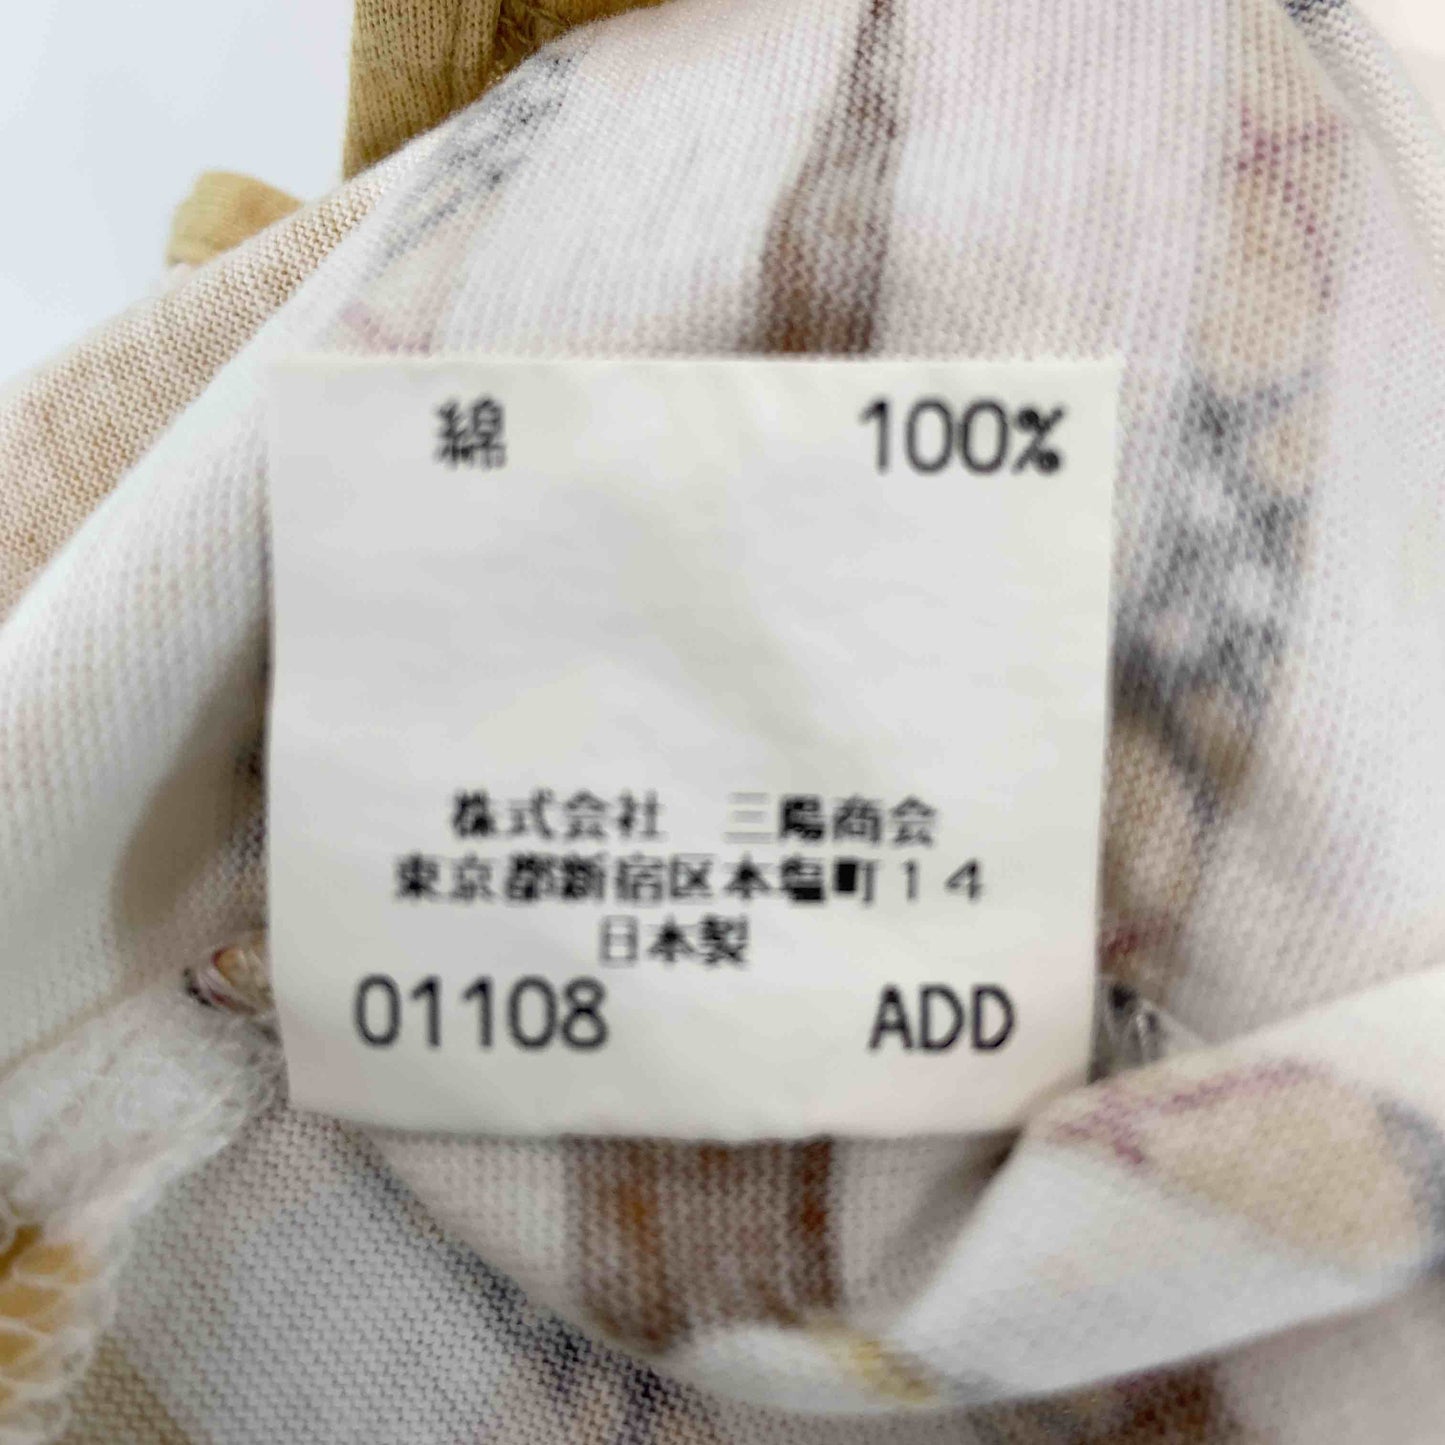 綿 100%
株式会社 三陽商会
東京都新宿区本塩町14
日本製
01108 ADD